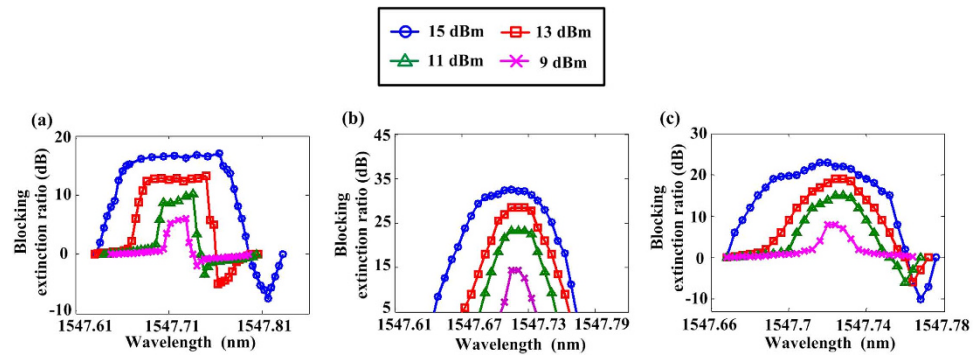 15 dBm 13 dBm
11 dBm 9 dBm
(a)
20
10
0
-10
Blocking
extinction ratio (dB)
1547.61 1547.71 1547.81
Wavelength (nm)
(b)
45
35
25
15
5
Blocking
extinction ratio (dB)
1547.61 1547.67 1547.73 1547.79
Wavelength (nm)
(c)
30
20
10
0
-10
Blocking
extinction ratio (dB)
1547.66 1547.7 1547.74 1547.78
Wavelength (nm)